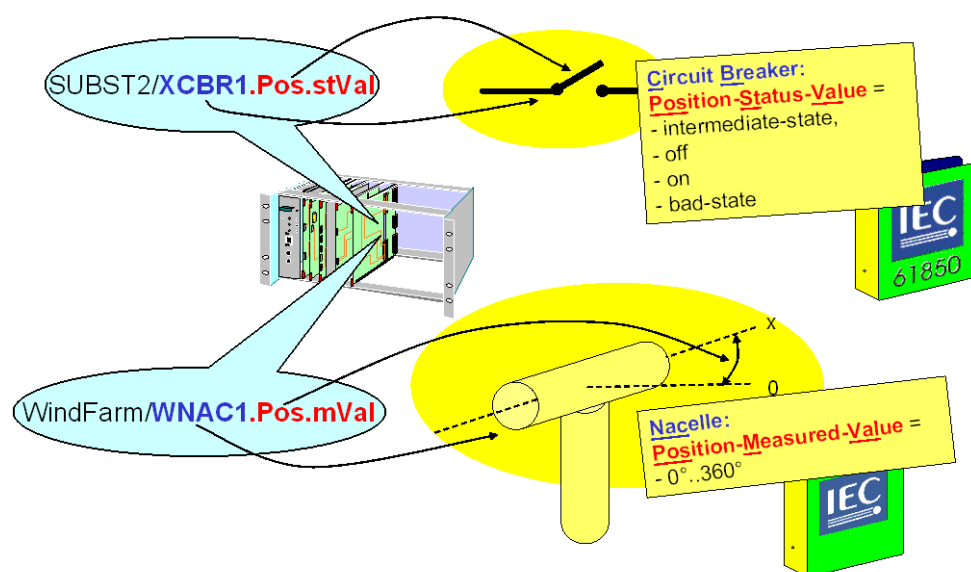 SUBST2/XCBR1.Pos.stVal
Circuit Breaker:
Position-Status-Value =
- intermediate-state,
- off
- on
- bad-state
IEC
61850
x
0
WindFarm/WNAC1.Pos.mVal
Nacelle:
Position-Measured-Value =
- 0°..360°
IEC